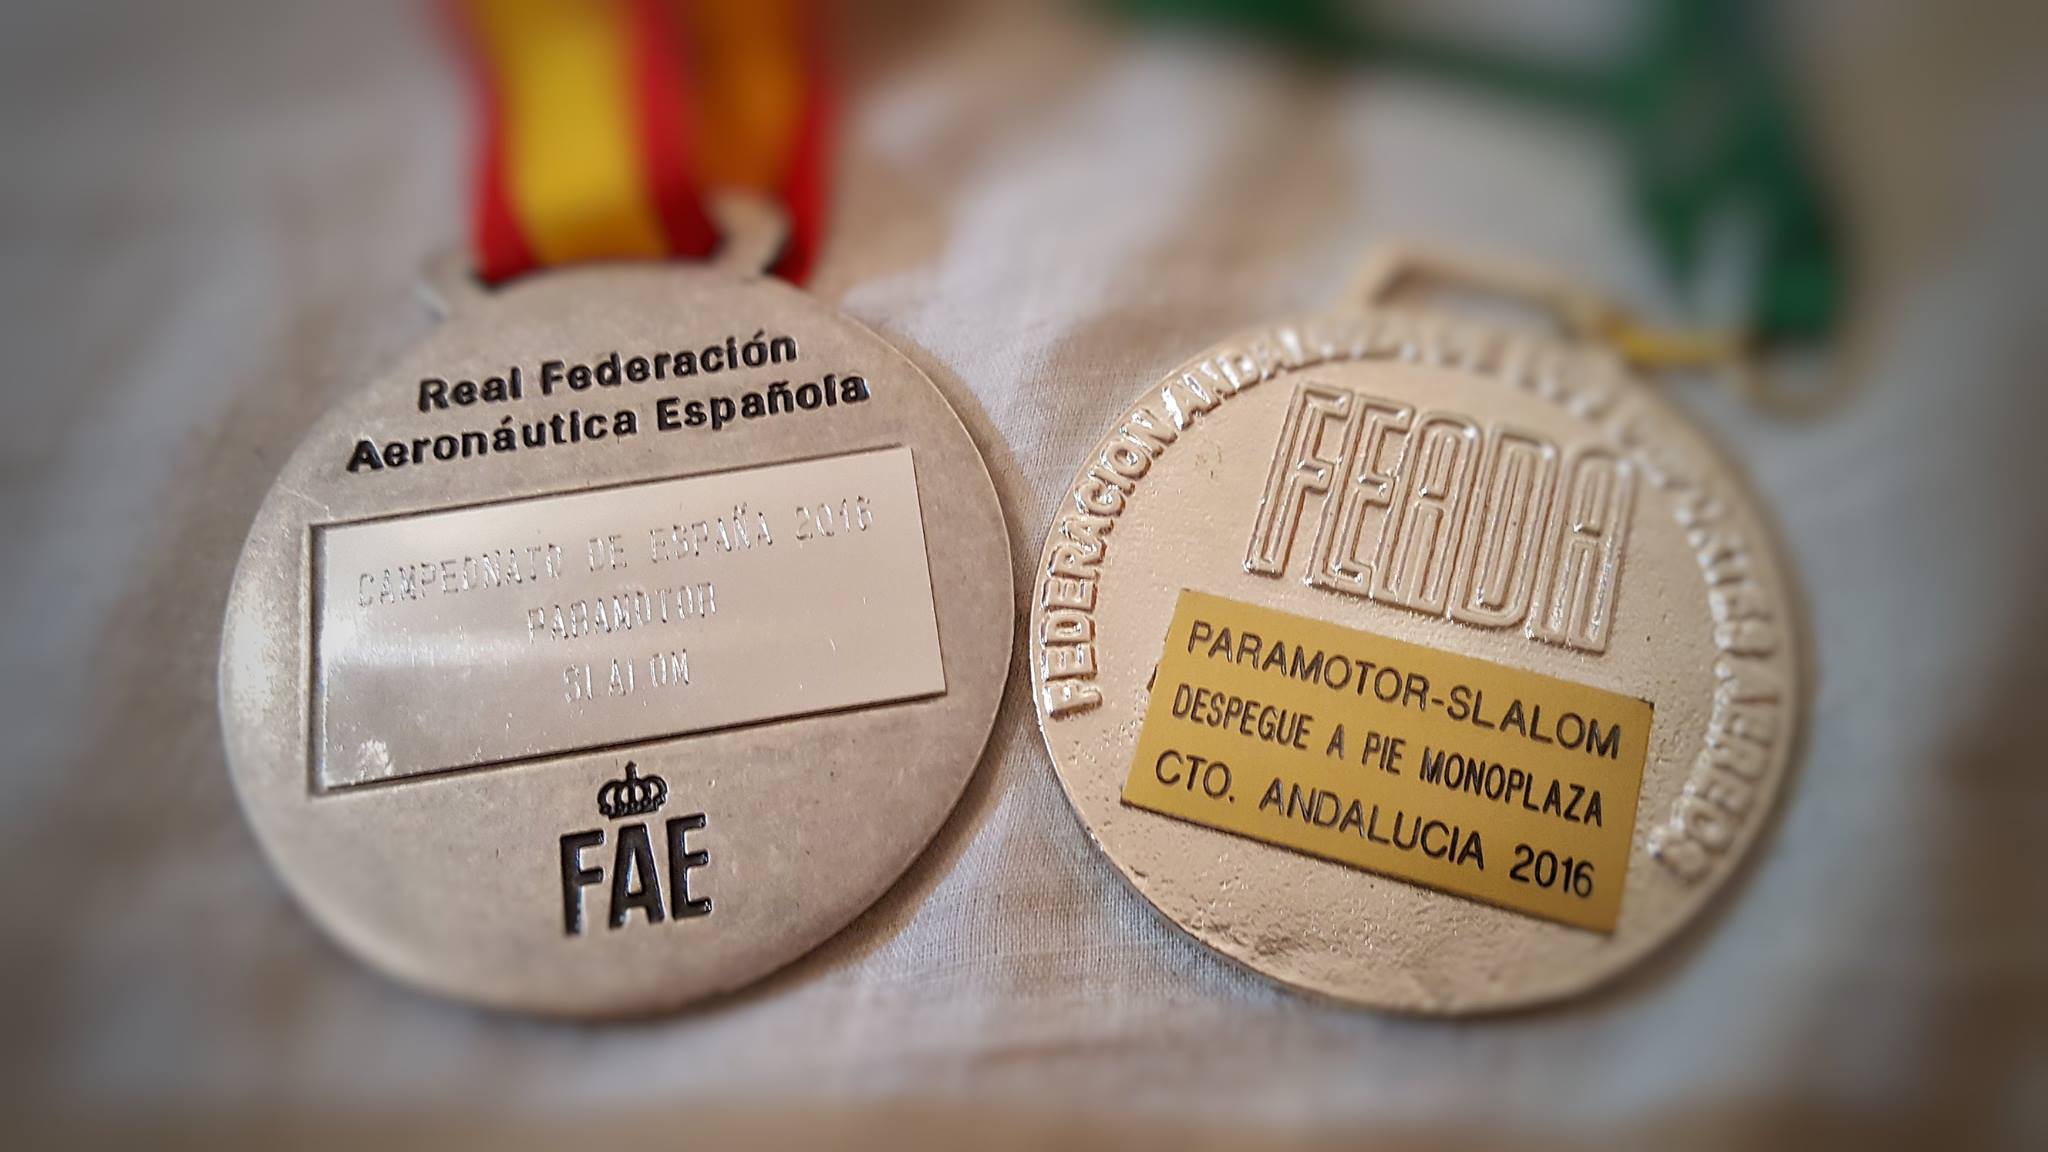 Real Federación
Aeronáutica Española
CAMPEONATO DE ESPAÑA 2016
PARAMOTOR
SLALOM
FAE
FEDERACION ANDALUZA
FEADA
PARAMOTOR-SLALOM
DESPEGUE A PIE MONOPLAZA
CTO. ANDALUCIA 2016